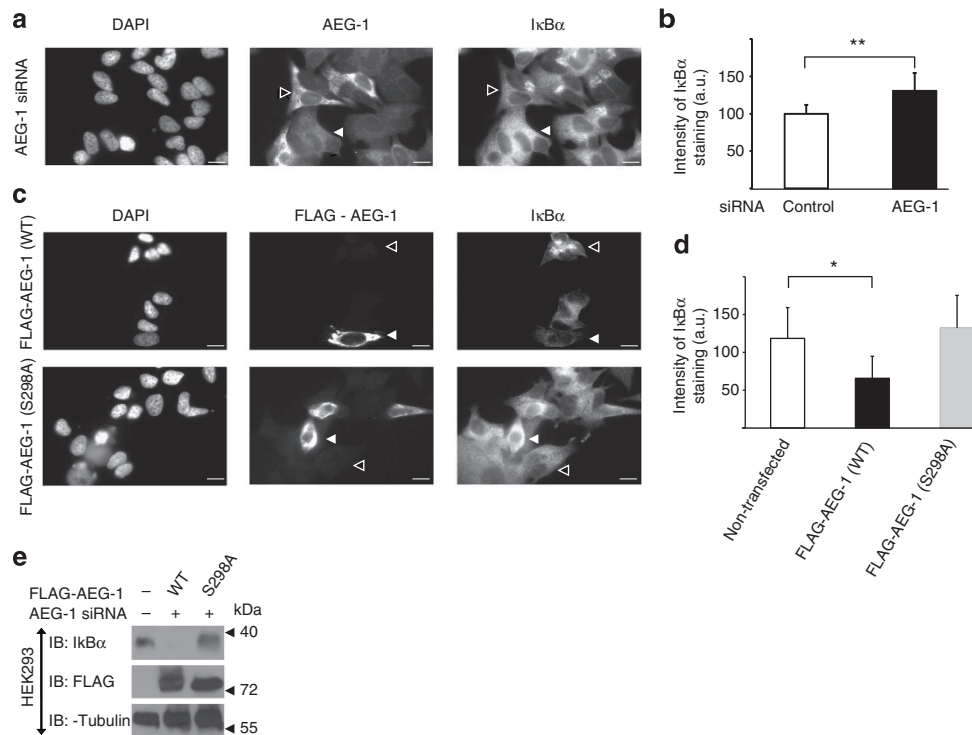 a
DAPI
AEG-1
IκBα
AEG-1 siRNA
b
**
Intensity of IκBα
staining (a.u.)
150
100
50
siRNA
Control
AEG-1
c
DAPI
FLAG - AEG-1
IκBα
FLAG-AEG-1 (WT)
FLAG-AEG-1 (S298A)
d
*
Intensity of IκBα
staining (a.u.)
150
100
50
Non-transfected
FLAG-AEG-1 (WT)
FLAG-AEG-1 (S298A)
e
FLAG-AEG-1 – WT S298A
AEG-1 siRNA – + + kDa
HEK293
IB: IkBα 40
IB: FLAG 72
IB: -Tubulin 55